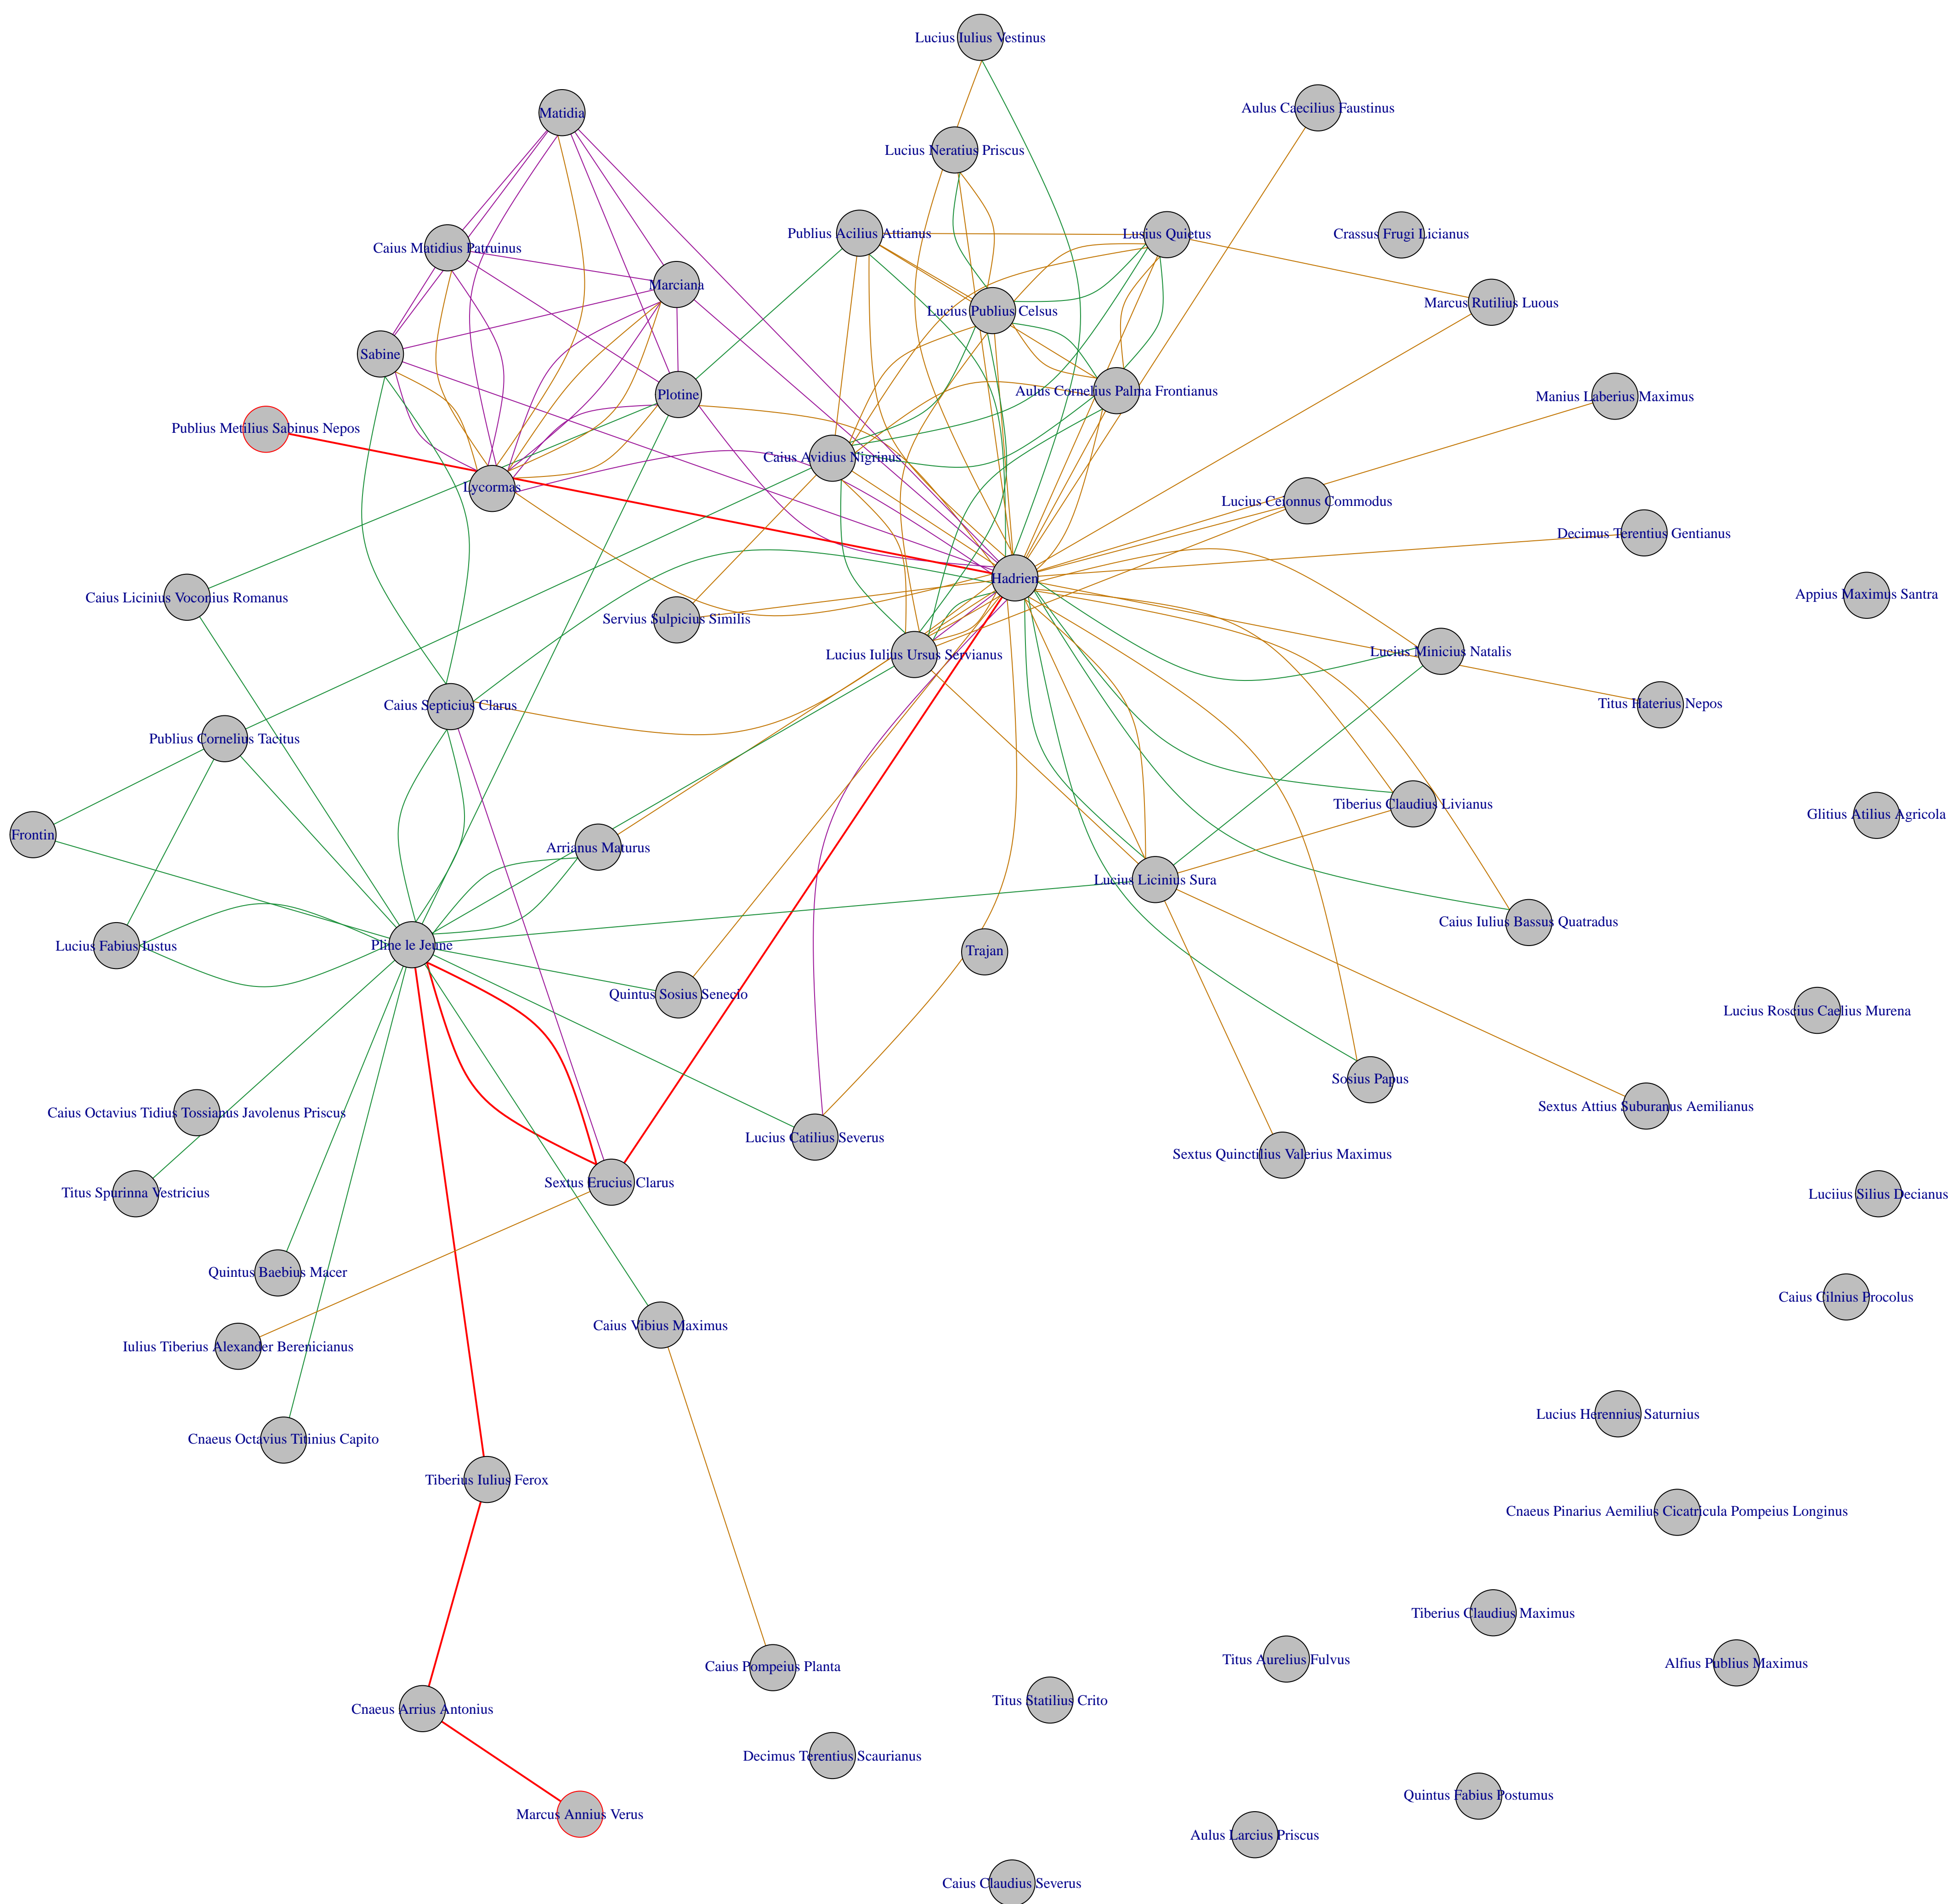 Lucius Iulius Vestinus
Aulus Caecilius Faustinus
Matidia
Lucius Neratius Priscus
Publius Acilius Attianus
Lusius Quietus
Crassus Frugi Licianus
Caius Matidius Patruinus
Marciana
Marcus Rutilius Luous
Lucius Publius Celsus
Sabine
Plotine
Aulus Cornelius Palma Frontianus
Manius Laberius Maximus
Publius Metilius Sabinus Nepos
Caius Avidius Nigrinus
Lycormas
Lucius Ceionnus Commodus
Decimus Terentius Gentianus
Hadrien
Caius Licinius Voconius Romanus
Appius Maximus Santra
Servius Sulpicius Similis
Lucius Iulius Ursus Servianus
Lucius Minicius Natalis
Caius Septicius Clarus
Titus Haterius Nepos
Publius Cornelius Tacitus
Tiberius Claudius Livianus
Glitius Atilius Agricola
Frontin
Arrianus Maturus
Lucius Licinius Sura
Caius Iulius Bassus Quatradus
Lucius Fabius Iustus
Pline le Jeune
Trajan
Quintus Sosius Senecio
Lucius Roscius Caelius Murena
Sosius Papus
Sextus Attius Suburanus Aemilianus
Caius Octavius Tidius Tossianus Javolenus Priscus
Lucius Catilius Severus
Sextus Quinctilius Valerius Maximus
Sextus Erucius Clarus
Titus Spurinna Vestricius
Luciius Silius Decianus
Quintus Baebius Macer
Caius Cilnius Procolus
Caius Vibius Maximus
Iulius Tiberius Alexander Berenicianus
Lucius Herennius Saturnius
Cnaeus Octavius Titinius Capito
Tiberius Iulius Ferox
Cnaeus Pinarius Aemilius Cicatricula Pompeius Longinus
Tiberius Claudius Maximus
Titus Aurelius Fulvus
Alfius Publius Maximus
Caius Pompeius Planta
Titus Statilius Crito
Cnaeus Arrius Antonius
Decimus Terentius Scaurianus
Quintus Fabius Postumus
Marcus Annius Verus
Aulus Larcius Priscus
Caius Claudius Severus